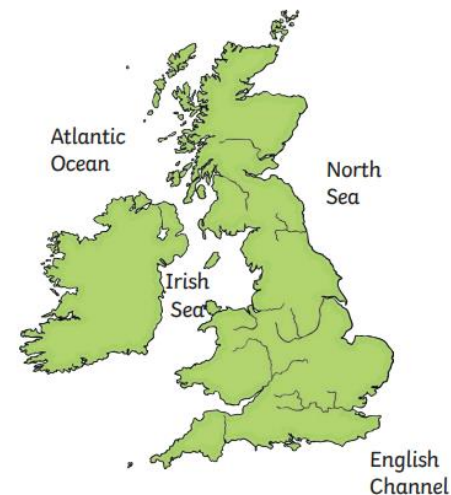 Atlantic
Ocean
North
Sea
Irish
Sea
English
Channel